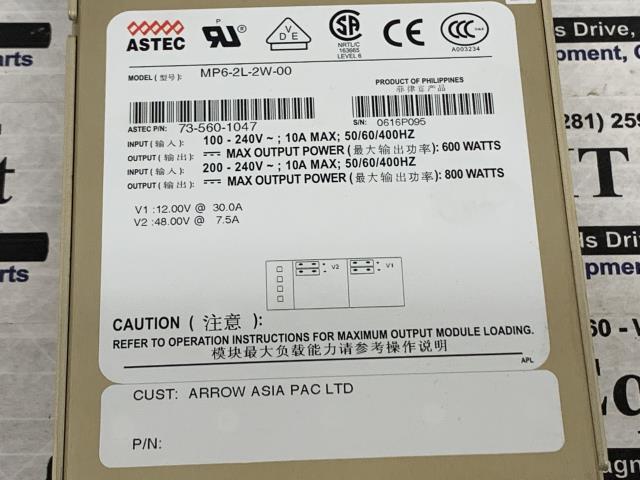 s Drive,
ASTEC
VDE
NRTL/C
163665
LEVEL 6
A003234
MODEL ( 型号): MP6-2L-2W-00
PRODUCT OF PHILIPPINES
菲律宾产品
ASTEC P/N: 73-560-1047
S/N: 0616P095
INPUT ( 输入): 100 - 240V ~ ; 10A MAX; 50/60/400HZ
OUTPUT ( 输出): MAX OUTPUT POWER ( 最大输出功率): 600 WATTS
INPUT ( 输入): 200 - 240V ~ ; 10A MAX; 50/60/400HZ
OUTPUT ( 输出): MAX OUTPUT POWER ( 最大输出功率): 800 WATTS
V1 :12.00V @ 30.0A
V2 :48.00V @ 7.5A
V2
V1
CAUTION ( 注意 ):
REFER TO OPERATION INSTRUCTIONS FOR MAXIMUM OUTPUT MODULE LOADING.
模块最大负载能力请参考操作说明
APL
CUST: ARROW ASIA PAC LTD
P/N:
arts
arts
(281) 259
ds Drive